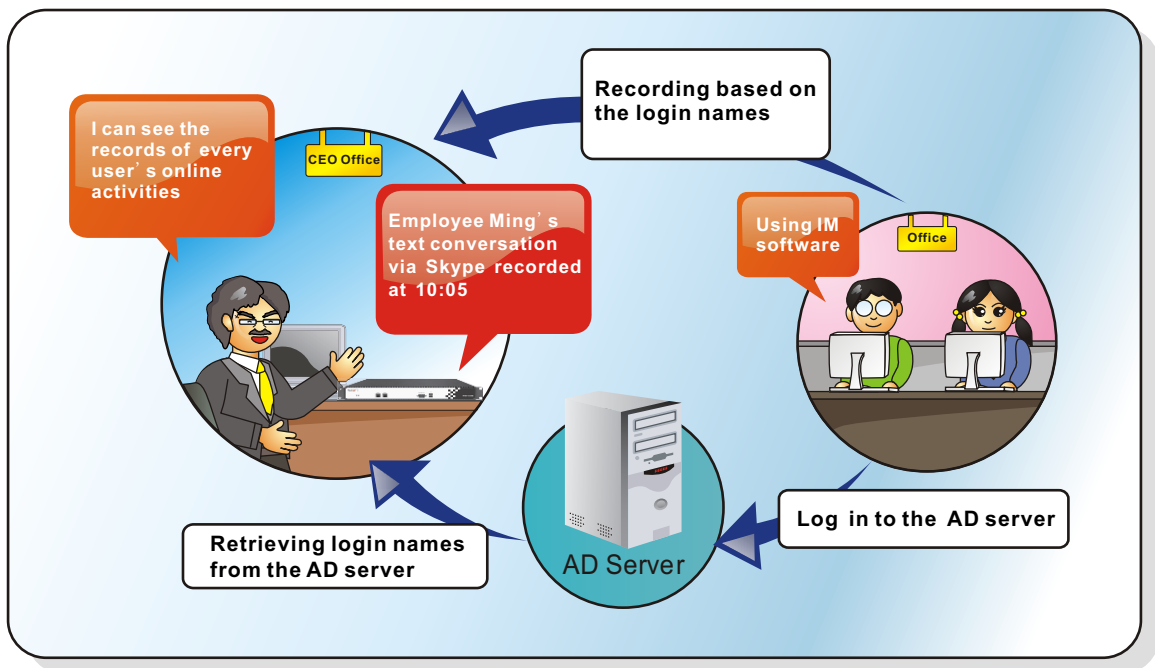 Recording based on
the login names
I can see the
records of every
user's online
activities
CEO Office
Employee Ming's
text conversation
via Skype recorded
at 10:05
Using IM
software
Office
Log in to the AD server
AD Server
Retrieving login names
from the AD server